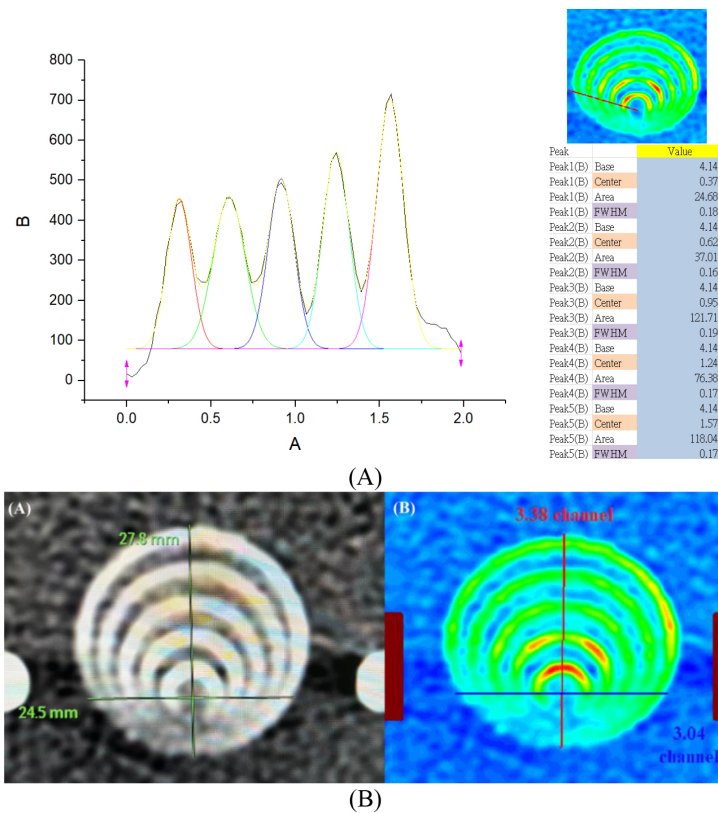 800
700
600
500
400
300
200
100
0
B
0.0 0.5 1.0 1.5 2.0
A
Peak Value
Peak1(B) Base 4.14
Peak1(B) Center 0.37
Peak1(B) Area 24.68
Peak1(B) FWHM 0.18
Peak2(B) Base 4.14
Peak2(B) Center 0.62
Peak2(B) Area 37.01
Peak2(B) FWHM 0.16
Peak3(B) Base 4.14
Peak3(B) Center 0.95
Peak3(B) Area 121.71
Peak3(B) FWHM 0.19
Peak4(B) Base 4.14
Peak4(B) Center 1.24
Peak4(B) Area 76.38
Peak4(B) FWHM 0.17
Peak5(B) Base 4.14
Peak5(B) Center 1.57
Peak5(B) Area 118.04
Peak5(B) FWHM 0.17
(A)
(A)
27.8 mm
24.5 mm
(B)
3.38 channel
3.04
channel
(B)